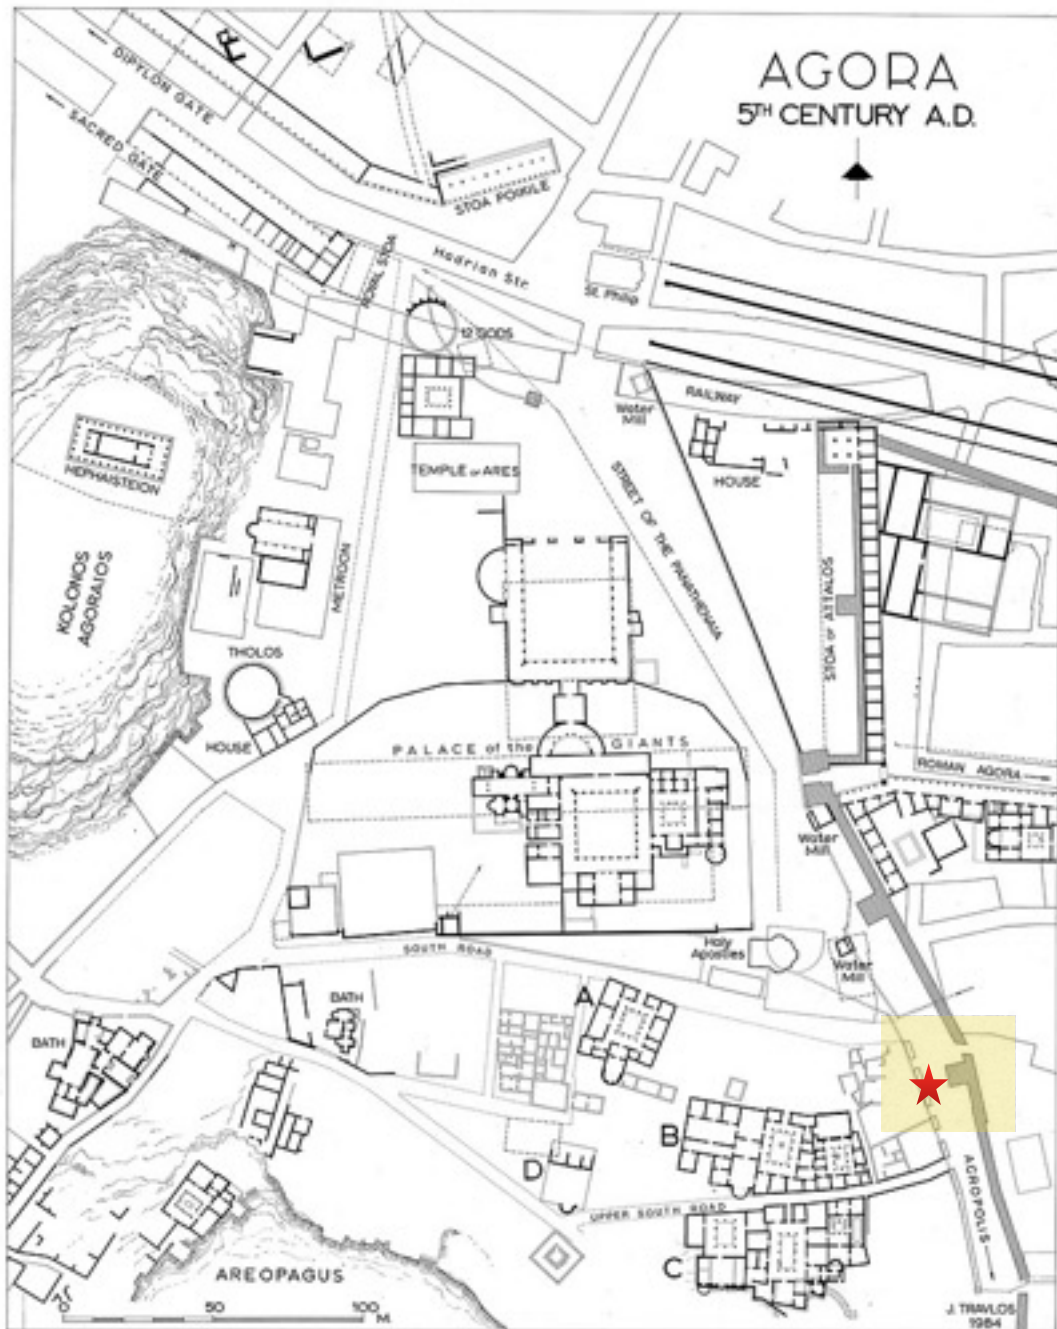 AGORA
5TH CENTURY A.D.
DIPYLON GATE
SACRED GATE
STOA POIKILE
ROYAL STOA
Hadrian Str.
St. Philip
12 GODS
Water
Mill
RAILWAY
HOUSE
TEMPLE OF ARES
HEPHAISTEION
STREET OF THE PANATHENAIA
STOA OF ATTALOS
KOLONOS
AGORAIOS
METROON
THOLOS
HOUSE
PALACE of the GIANTS
ROMAN AGORA
Water
Mill
SOUTH ROAD
Holy
Apostles
Water
Mill
A
BATH
BATH
B
D
ACROPOLIS
UPPER SOUTH ROAD
C
AREOPAGUS
0 50 100
M.
J. TRAVLOS
1984